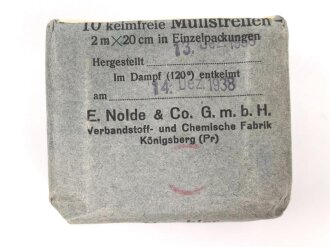 10 keimfreie Mullstreifen
2 m × 20 cm in Einzelpackungen
Hergestellt 13. Dez. 1938
Im Dampf (120°) entkeimt
am 14. Dez. 1938
E. Nolde & Co. G. m. b. H.
Verbandstoff- und Chemische Fabrik
Königsberg (Pr)